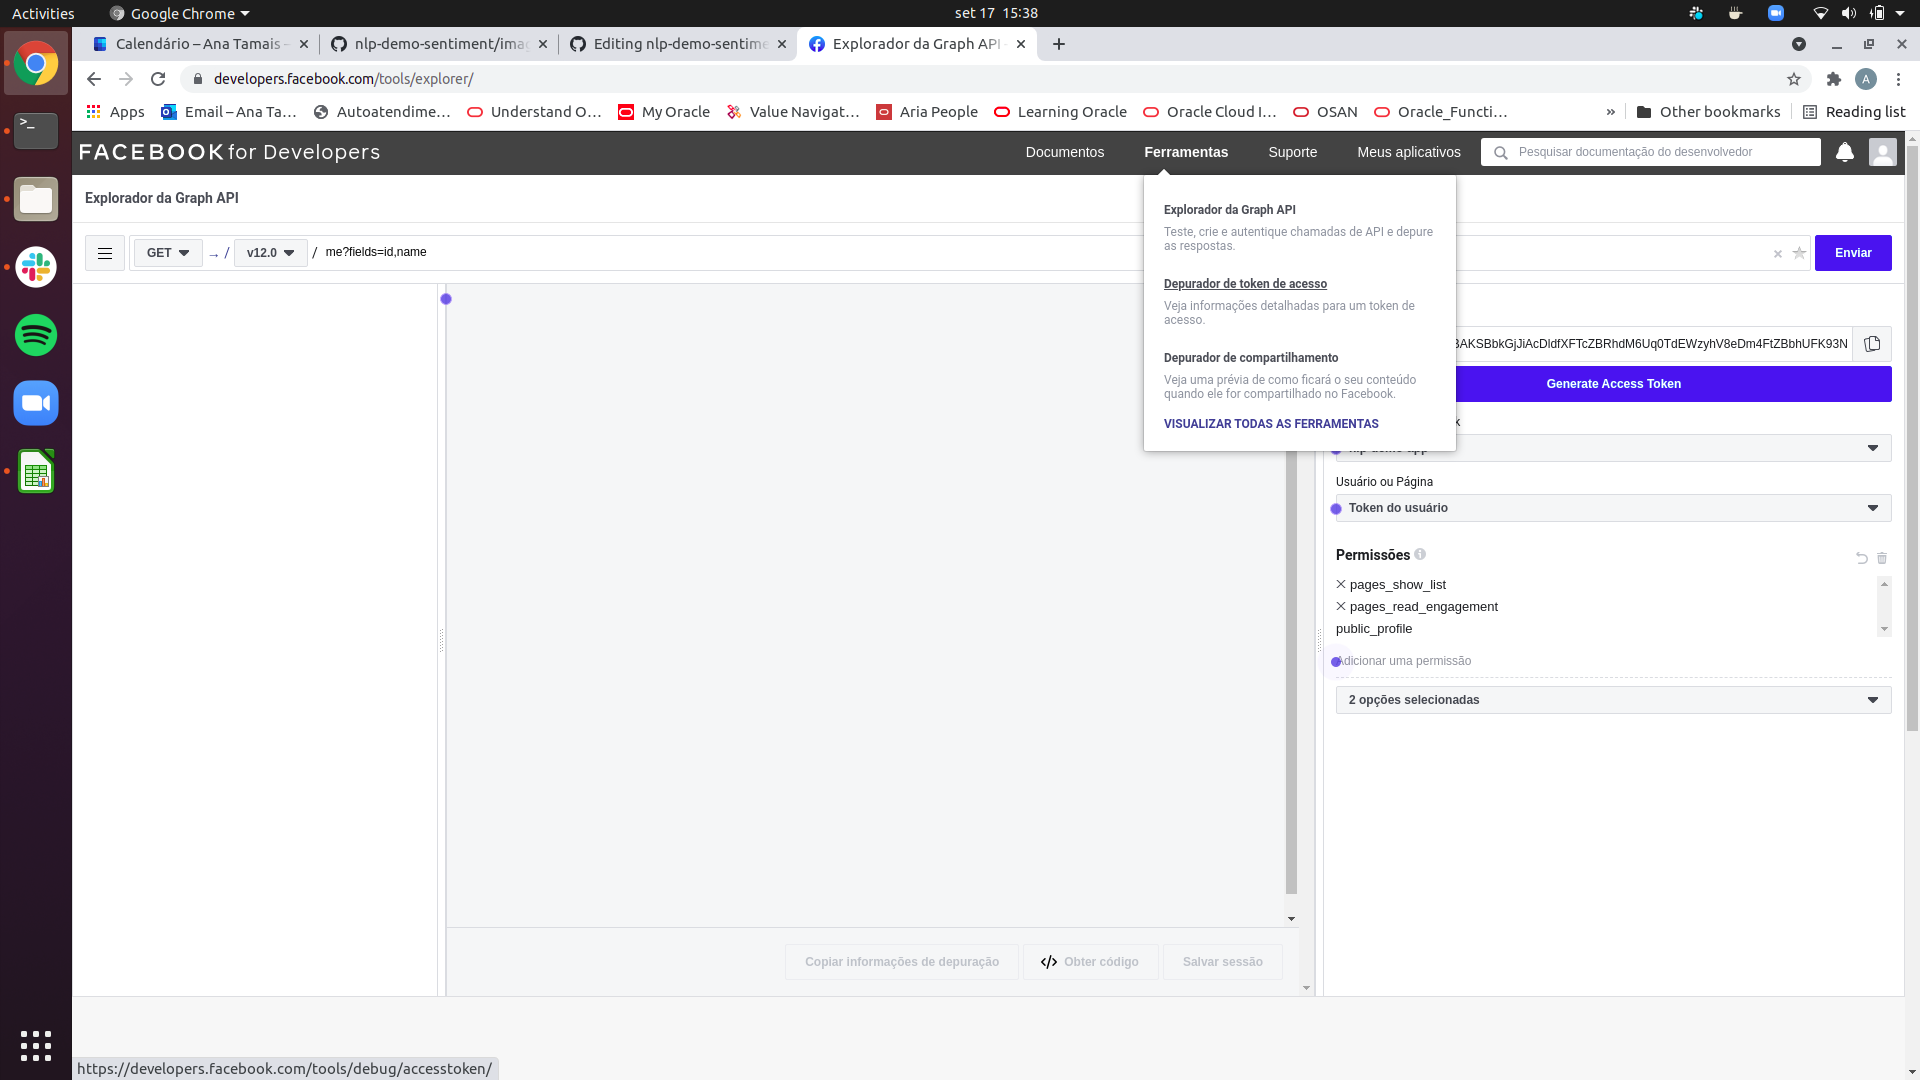 Activities
Google Chrome
set 17 15:38
Calendário – Ana Tamais –
nlp-demo-sentiment/imag
Editing nlp-demo-sentime
Explorador da Graph API -
developers.facebook.com/tools/explorer/
A
Apps
Email – Ana Ta…
Autoatendime…
Understand O…
My Oracle
Value Navigat…
Aria People
Learning Oracle
Oracle Cloud I…
OSAN
Oracle_Functi…
»
Other bookmarks
Reading list
FACEBOOK for Developers
Documentos
Ferramentas
Suporte
Meus aplicativos
Pesquisar documentação do desenvolvedor
Explorador da Graph API
GET
→ /
v12.0
/
me?fields=id,name
Enviar
Explorador da Graph API
Teste, crie e autentique chamadas de API e depure
as respostas.
Depurador de token de acesso
Veja informações detalhadas para um token de
acesso.
Depurador de compartilhamento
Veja uma prévia de como ficará o seu conteúdo
quando ele for compartilhado no Facebook.
VISUALIZAR TODAS AS FERRAMENTAS
Generate Access Token
Usuário ou Página
Token do usuário
Permissões
pages_show_list
pages_read_engagement
public_profile
Adicionar uma permissão
2 opções selecionadas
Copiar informações de depuração
</> Obter código
Salvar sessão
https://developers.facebook.com/tools/debug/accesstoken/